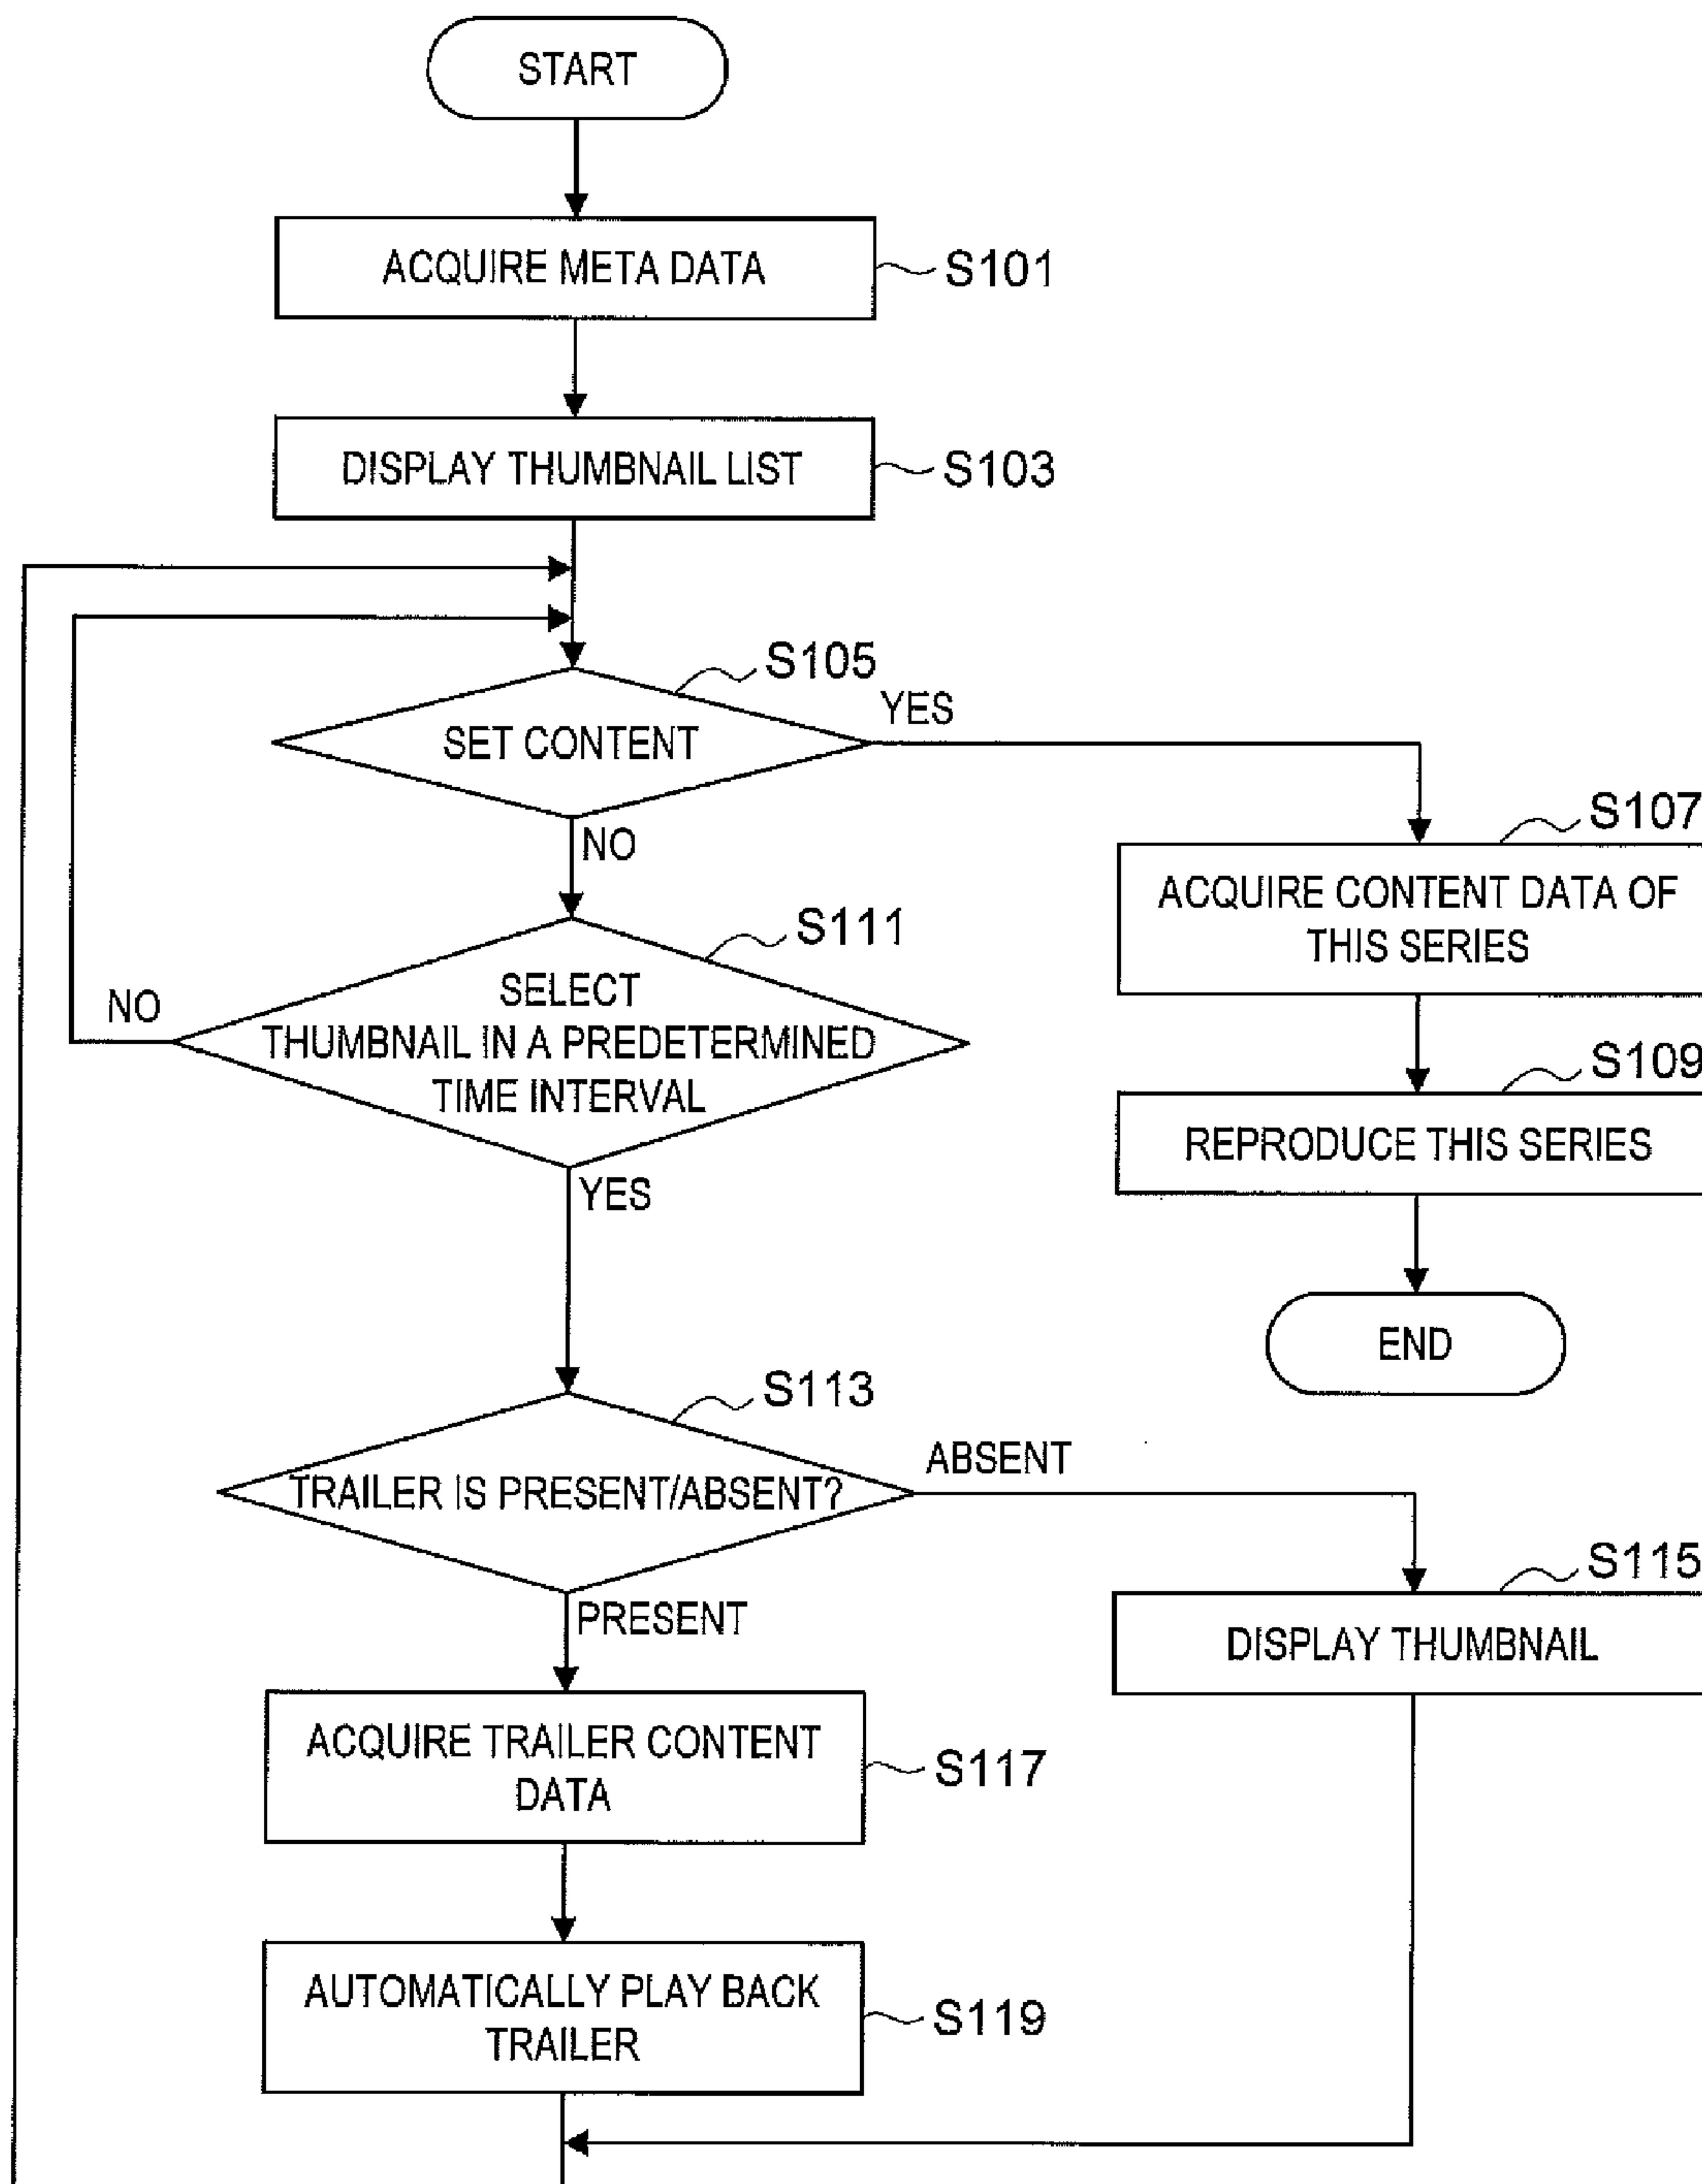 START
ACQUIRE META DATA
S101
DISPLAY THUMBNAIL LIST
S103
S105
SET CONTENT
YES
NO
S107
ACQUIRE CONTENT DATA OF
THIS SERIES
S111
SELECT
THUMBNAIL IN A PREDETERMINED
TIME INTERVAL
NO
YES
S109
REPRODUCE THIS SERIES
END
S113
TRAILER IS PRESENT/ABSENT?
ABSENT
PRESENT
S115
DISPLAY THUMBNAIL
ACQUIRE TRAILER CONTENT
DATA
S117
AUTOMATICALLY PLAY BACK
TRAILER
S119